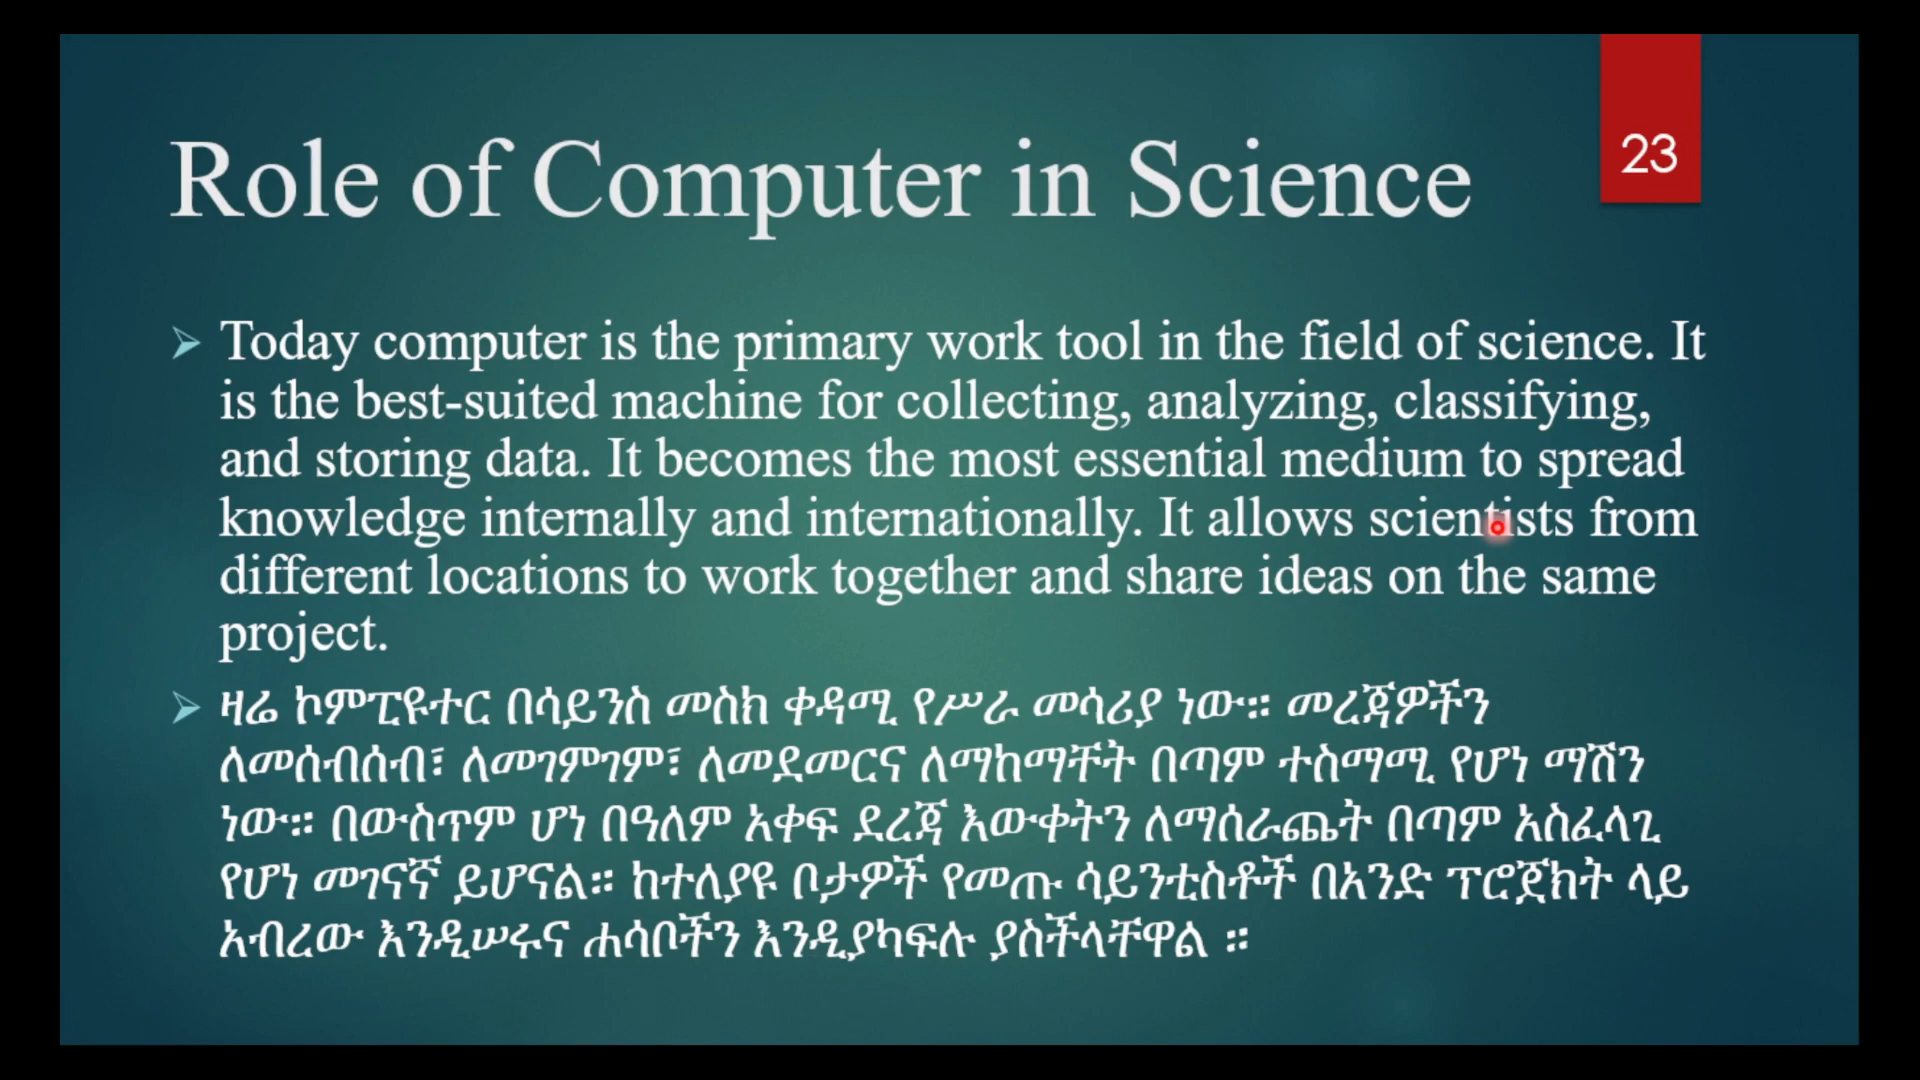 Role of Computer in Science
23
Today computer is the primary work tool in the field of science. It
is the best-suited machine for collecting, analyzing, classifying,
and storing data. It becomes the most essential medium to spread
knowledge internally and internationally. It allows scientists from
different locations to work together and share ideas on the same
project.
ዛሬ ኮምፒዩተር በሳይንስ መስክ ቀዳሚ የሥራ መሳሪያ ነው። መረጃዎችን
ለመሰብሰብ፣ ለመገምገም፣ ለመደመርና ለማከማቸት በጣም ተስማሚ የሆነ ማሽን
ነው። በውስጥም ሆነ በዓለም አቀፍ ደረጃ እውቀትን ለማሰራጨት በጣም አስፈላጊ
የሆነ መገናኛ ይሆናል። ከተለያዩ ቦታዎች የመጡ ሳይንቲስቶች በአንድ ፕሮጀክት ላይ
አብረው እንዲሠሩና ሐሳቦችን እንዲያካፍሉ ያስችላቸዋል ።